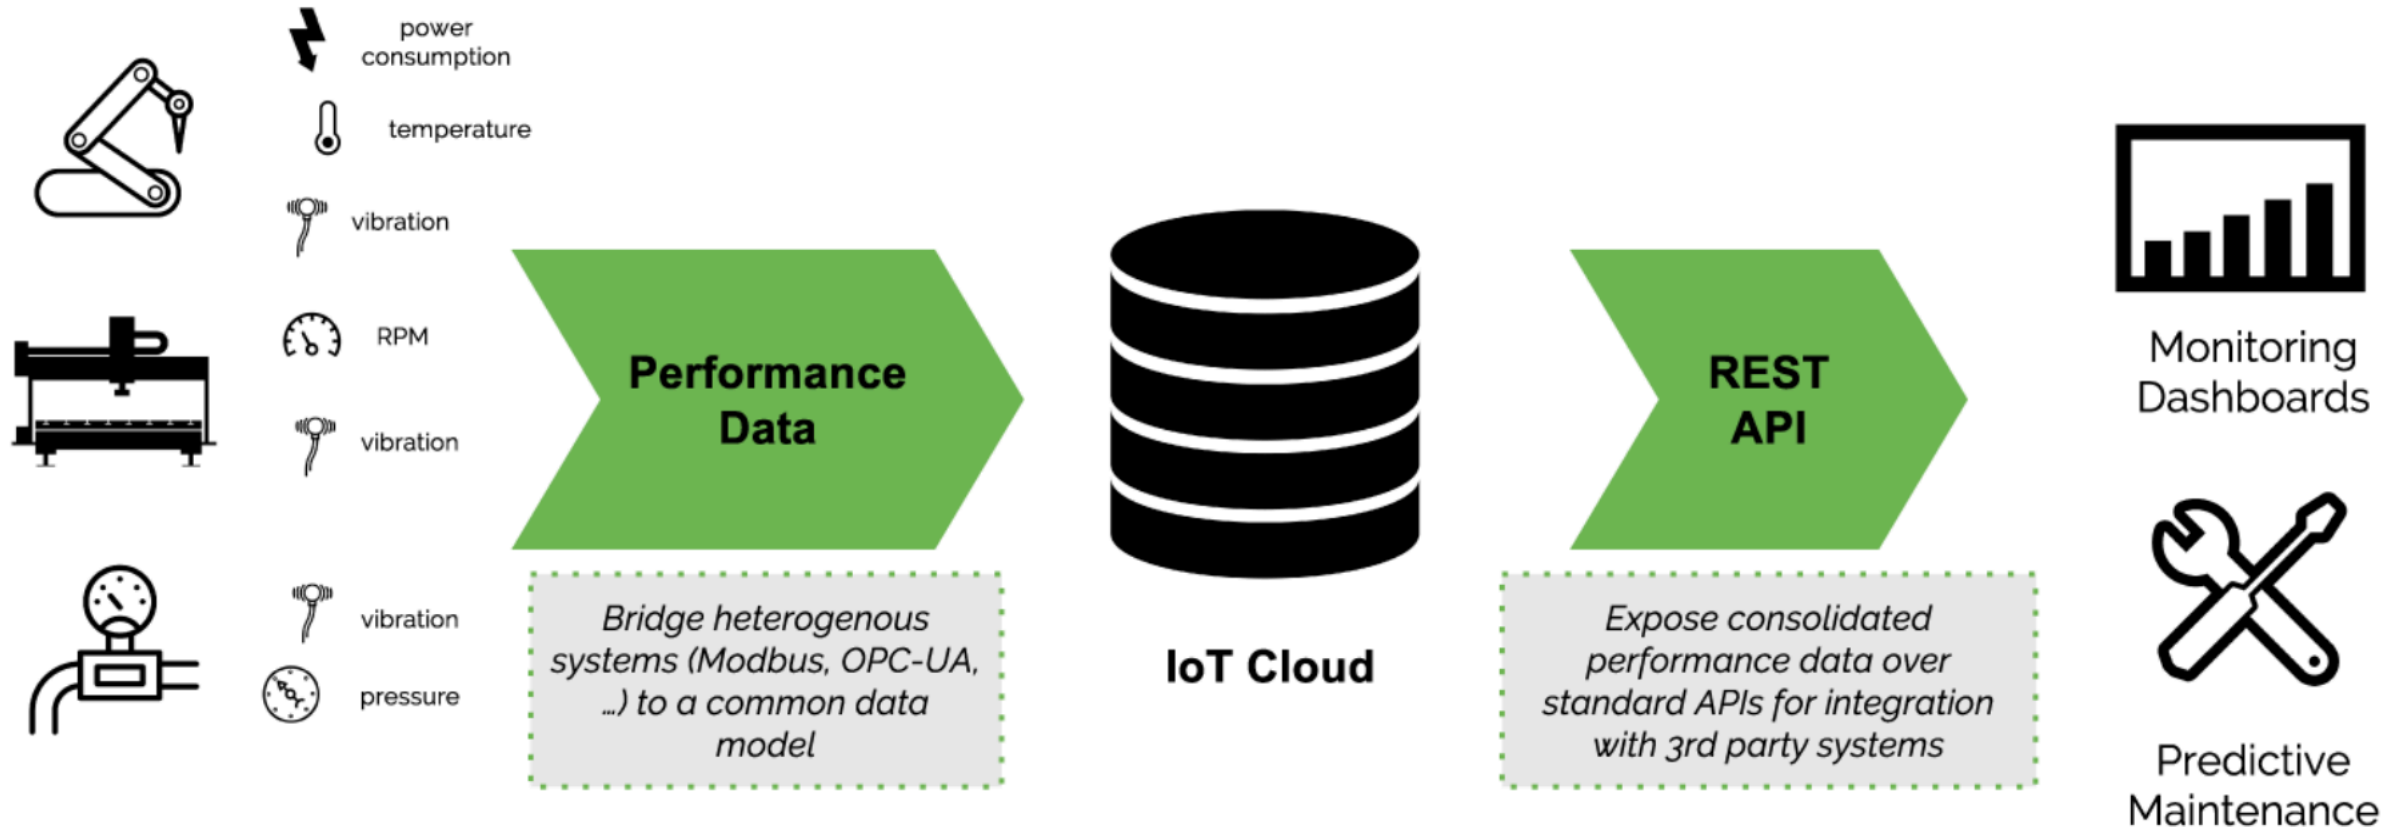 power
consumption
temperature
vibration
RPM
vibration
vibration
pressure
Performance
Data
Bridge heterogenous
systems (Modbus, OPC-UA,
...) to a common data
model
IoT Cloud
REST
API
Expose consolidated
performance data over
standard APIs for integration
with 3rd party systems
Monitoring
Dashboards
Predictive
Maintenance